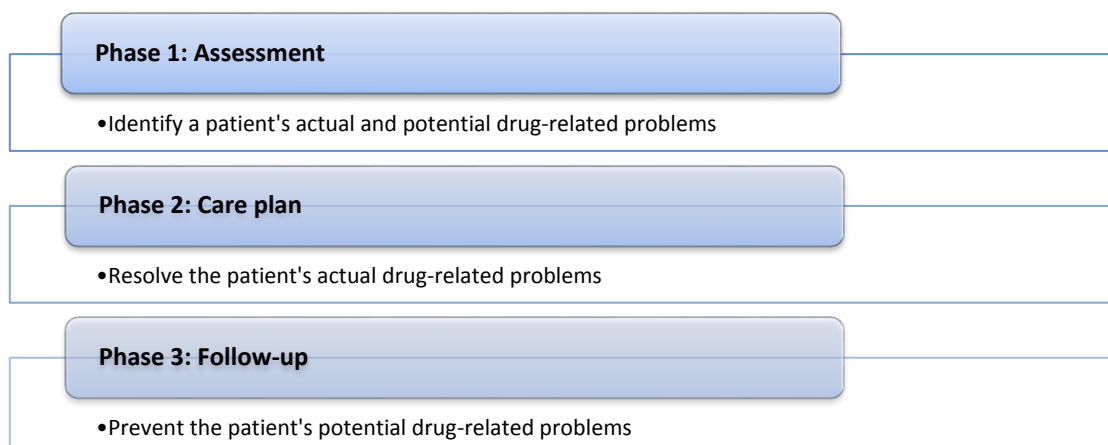 Phase 1: Assessment
•Identify a patient's actual and potential drug-related problems
Phase 2: Care plan
•Resolve the patient's actual drug-related problems
Phase 3: Follow-up
•Prevent the patient's potential drug-related problems